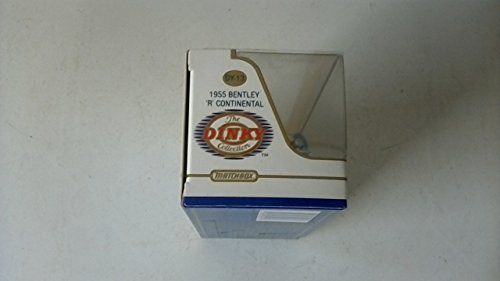 DY-13
1955 BENTLEY
'R' CONTINENTAL
The
DINKY
Collection
TM
MATCHBOX